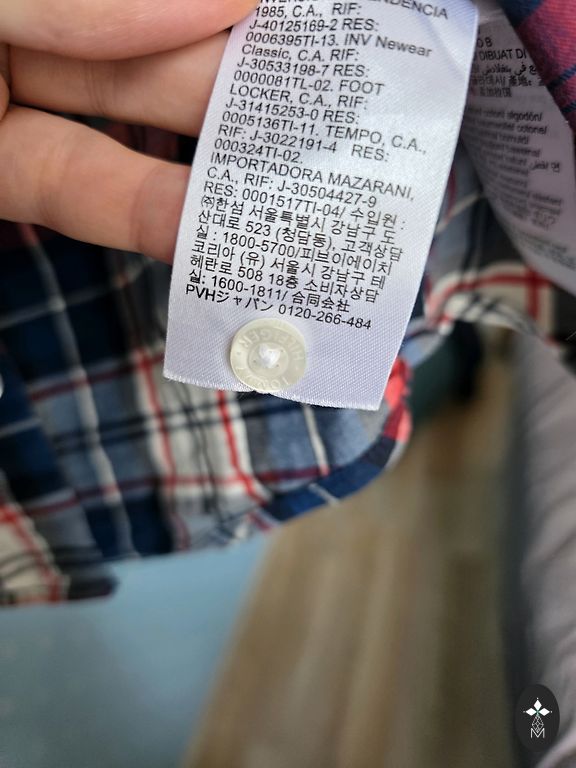 DENCIA
1985, C.A., RIF:
J-40125169-2 RES:
0006395TI-13. INV Newear
Classic, C.A. RIF:
J-30533198-7 RES:
0000081TL-02. FOOT
LOCKER, C.A., RIF:
J-31415253-0 RES:
0005136TI-11. TEMPO, C.A.,
RIF: J-3022191-4 RES:
000324TI-02.
IMPORTADORA MAZARANI,
C.A., RIF: J-30504427-9
RES: 0001517TI-04/ 수입원 :
㈜한섬 서울특별시 강남구 도
산대로 523 (청담동), 고객상담
실 : 1800-5700/피브이에이치
코리아 (유) 서울시 강남구 테
헤란로 508 18층 소비자상담
실: 1600-1811/ 合同会社
PVHジャパン 0120-266-484
HILFIGER
TOMMY
DIBUAT DI
M